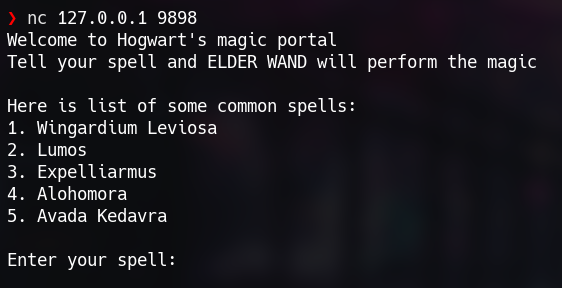 ❯ nc 127.0.0.1 9898
Welcome to Hogwart's magic portal
Tell your spell and ELDER WAND will perform the magic
Here is list of some common spells:
1. Wingardium Leviosa
2. Lumos
3. Expelliarmus
4. Alohomora
5. Avada Kedavra
Enter your spell: